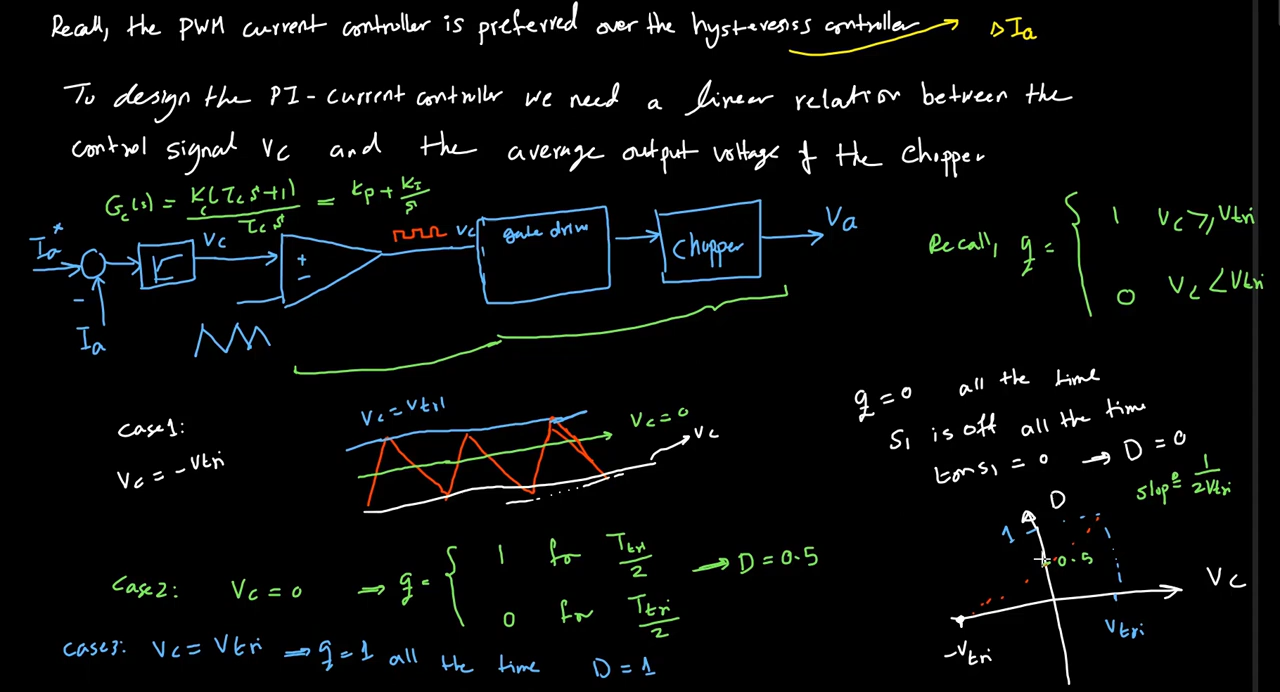 Recall, the PWM current controller is preferred over the hysteresiss controller → ΔIa
To design the PI-current controller we need a linear relation between the
control signal Vc and the average output voltage of the chopper
Gc(s) = Kc(Tc s+1) / Tc s = Kp + KI/s
Ia* Vc + - Vc gate drive Chopper Va
- Ia
Recall, q = { 1 Vc ≥ Vtri
0 Vc < Vtri
Case1:
Vc = -Vtri
Vc = Vtri
Vc = 0
Vc
q = 0 all the time
S1 is off all the time
ton s1 = 0 → D = 0
slope = 1/2Vtri
Case2: Vc = 0 → q = { 1 for Ttri/2 → D = 0.5
0 for Ttri/2
Case3: Vc = Vtri → q = 1 all the time D = 1
D
1
0.5
Vc
-Vtri
Vtri